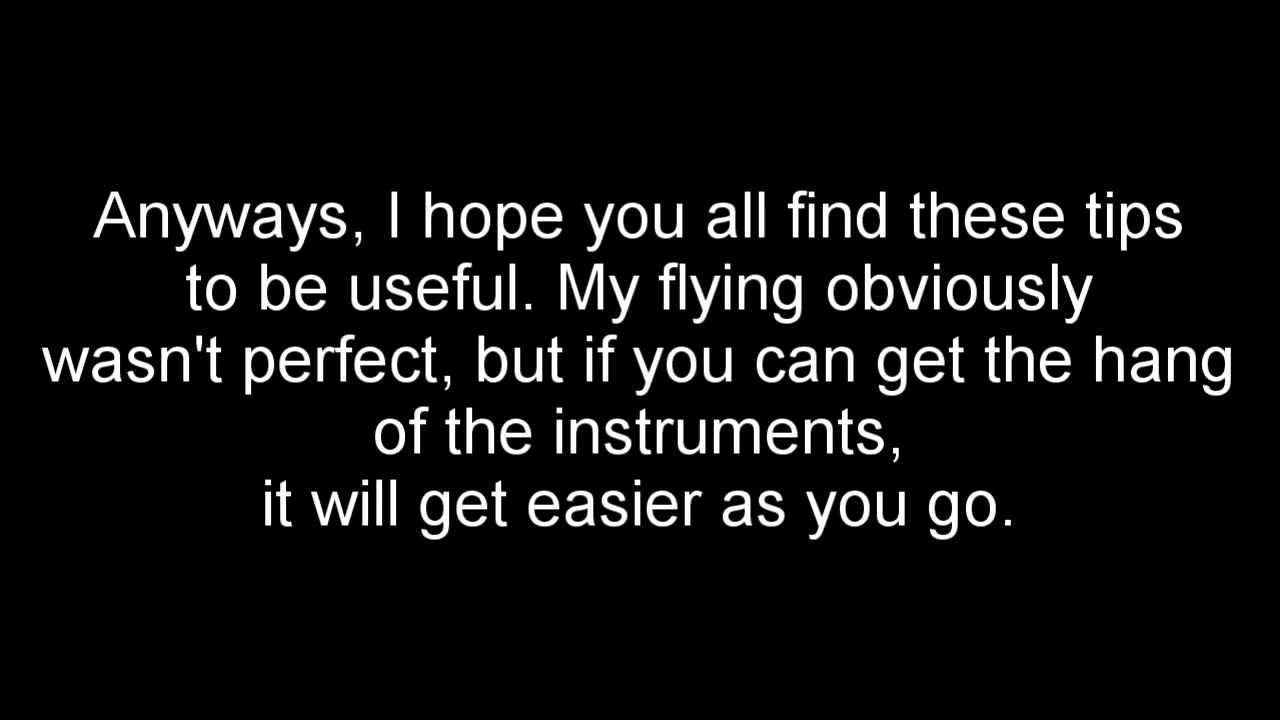 Anyways, I hope you all find these tips
to be useful. My flying obviously
wasn't perfect, but if you can get the hang
of the instruments,
it will get easier as you go.